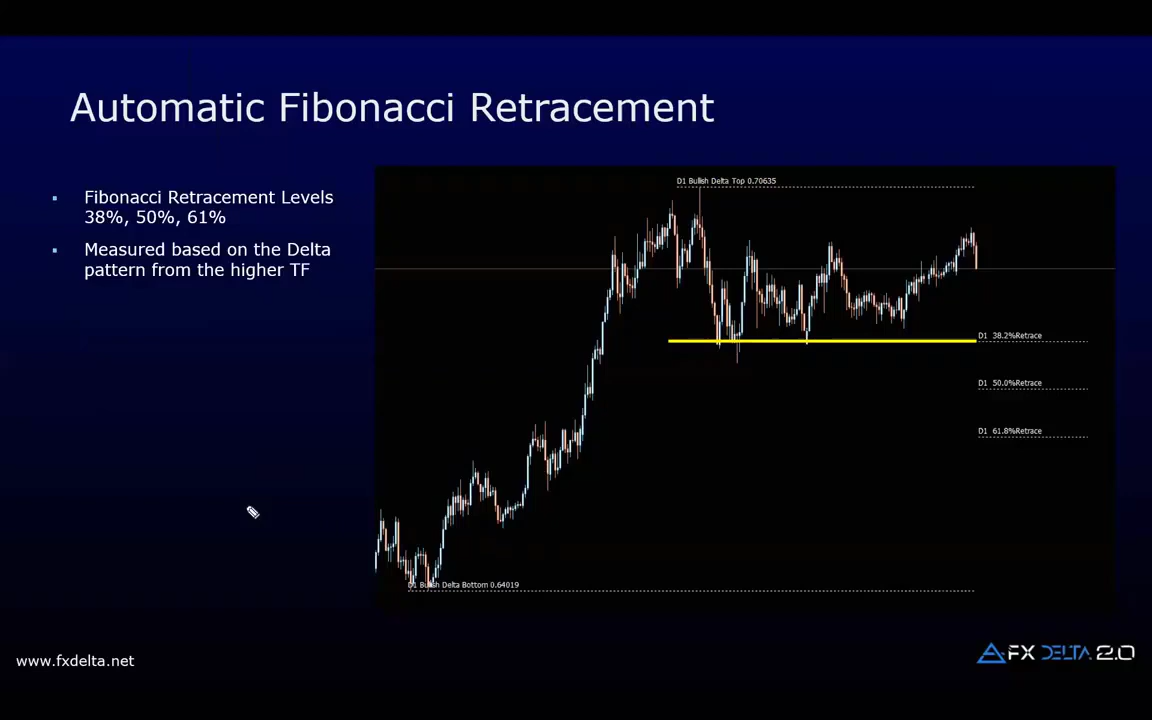 Automatic Fibonacci Retracement
▪ Fibonacci Retracement Levels
38%, 50%, 61%
▪ Measured based on the Delta
pattern from the higher TF
D1 Bullish Delta Top 0.70635
D1 38.2%Retrace
D1 50.0%Retrace
D1 61.8%Retrace
D1 Bullish Delta Bottom 0.64019
www.fxdelta.net
FX DELTA 2.0